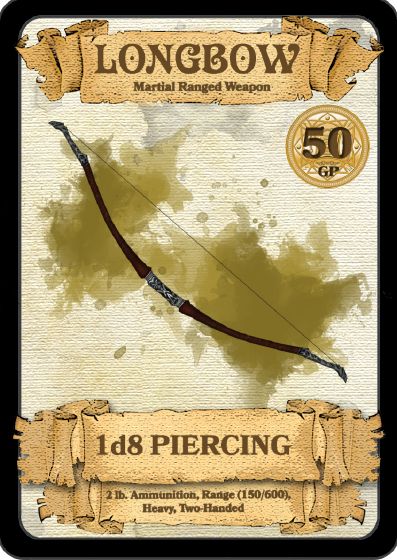 LONGBOW
Martial Ranged Weapon
50
GP
1d8 PIERCING
2 lb. Ammunition, Range (150/600),
Heavy, Two-Handed